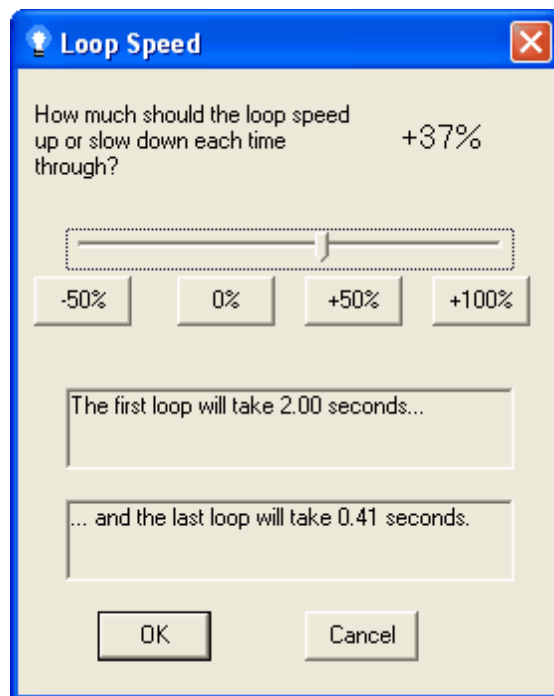 Loop Speed
How much should the loop speed
up or slow down each time
through?
+37%
-50%
0%
+50%
+100%
The first loop will take 2.00 seconds...
... and the last loop will take 0.41 seconds.
OK
Cancel